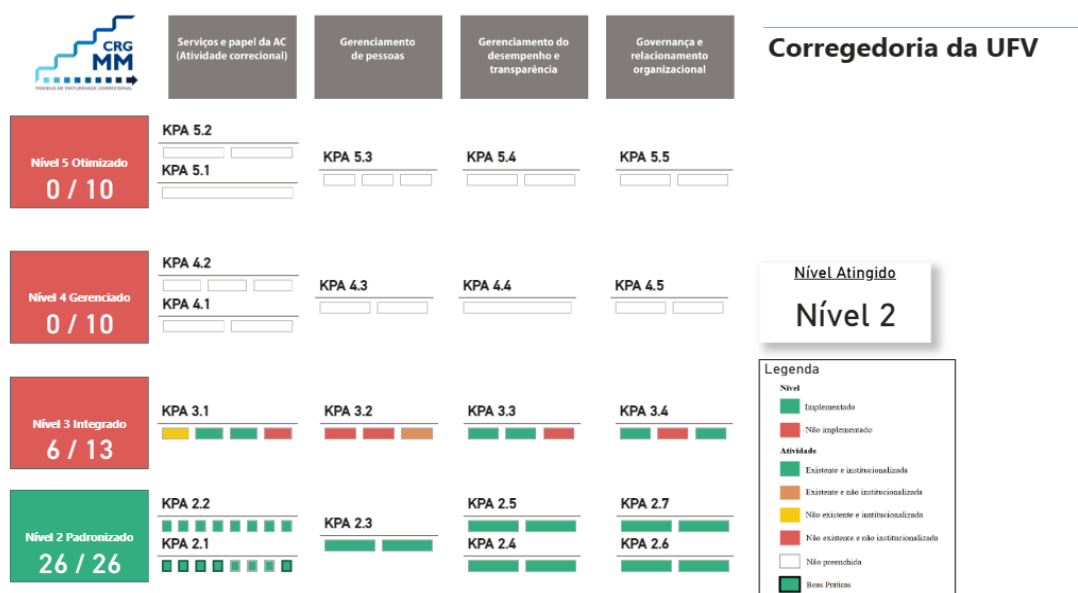 CRG
MM
MODELO DE MATURIDADE CORRECIONAL
Serviços e papel da AC
(Atividade correcional)
Gerenciamento
de pessoas
Gerenciamento do
desempenho e
transparência
Governança e
relacionamento
organizacional
Corregedoria da UFV
Nível 5 Otimizado
0 / 10
KPA 5.2
KPA 5.1
KPA 5.3
KPA 5.4
KPA 5.5
Nível 4 Gerenciado
0 / 10
KPA 4.2
KPA 4.1
KPA 4.3
KPA 4.4
KPA 4.5
Nível Atingido
Nível 2
Nível 3 Integrado
6 / 13
KPA 3.1
KPA 3.2
KPA 3.3
KPA 3.4
Nível 2 Padronizado
26 / 26
KPA 2.2
KPA 2.1
KPA 2.3
KPA 2.5
KPA 2.4
KPA 2.7
KPA 2.6
Legenda
Nível
Implementado
Não implementado
Atividade
Existente e institucionalizada
Existente e não institucionalizada
Não existente e institucionalizada
Não existente e não institucionalizada
Não preenchida
Boas Práticas